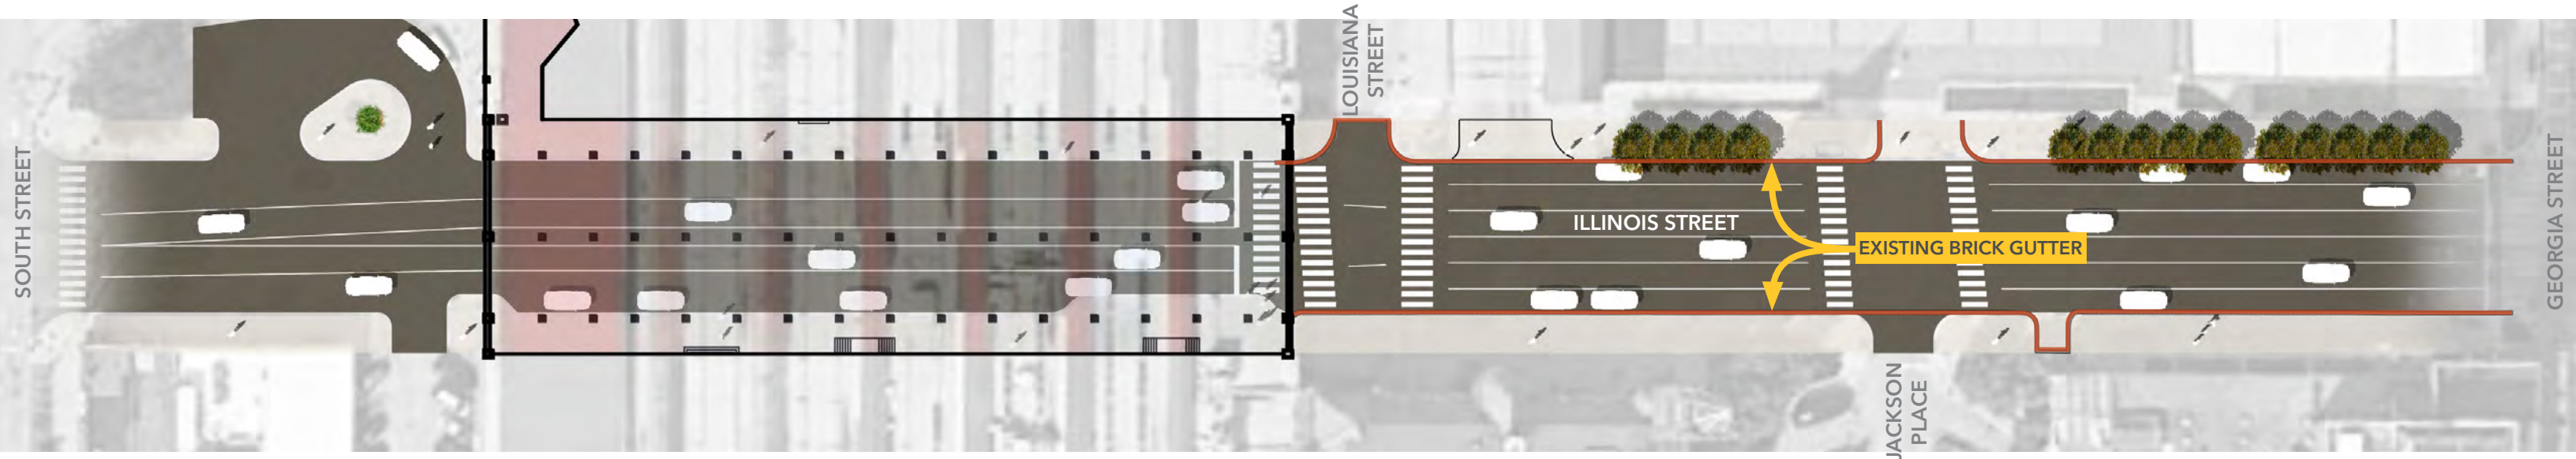 SOUTH STREET
LOUISIANA
STREET
ILLINOIS STREET
EXISTING BRICK GUTTER
JACKSON
PLACE
GEORGIA STREET